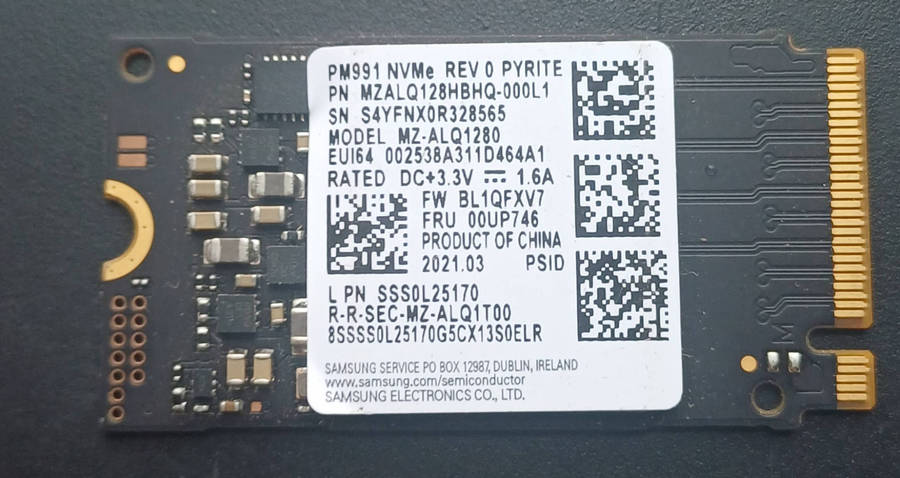 PM991 NVMe REV 0 PYRITE
PN MZALQ128HBHQ-000L1
SN S4YFNX0R328565
MODEL MZ-ALQ1280
EUI64 002538A311D464A1
RATED DC+3.3V ⎓ 1.6A
FW BL1QFXV7
FRU 00UP746
PRODUCT OF CHINA
2021.03 PSID
L PN SSS0L25170
R-R-SEC-MZ-ALQ1T00
8SSSS0L25170G5CX13S0ELR
SAMSUNG SERVICE PO BOX 12987, DUBLIN, IRELAND
www.samsung.com/semiconductor
SAMSUNG ELECTRONICS CO., LTD.
M